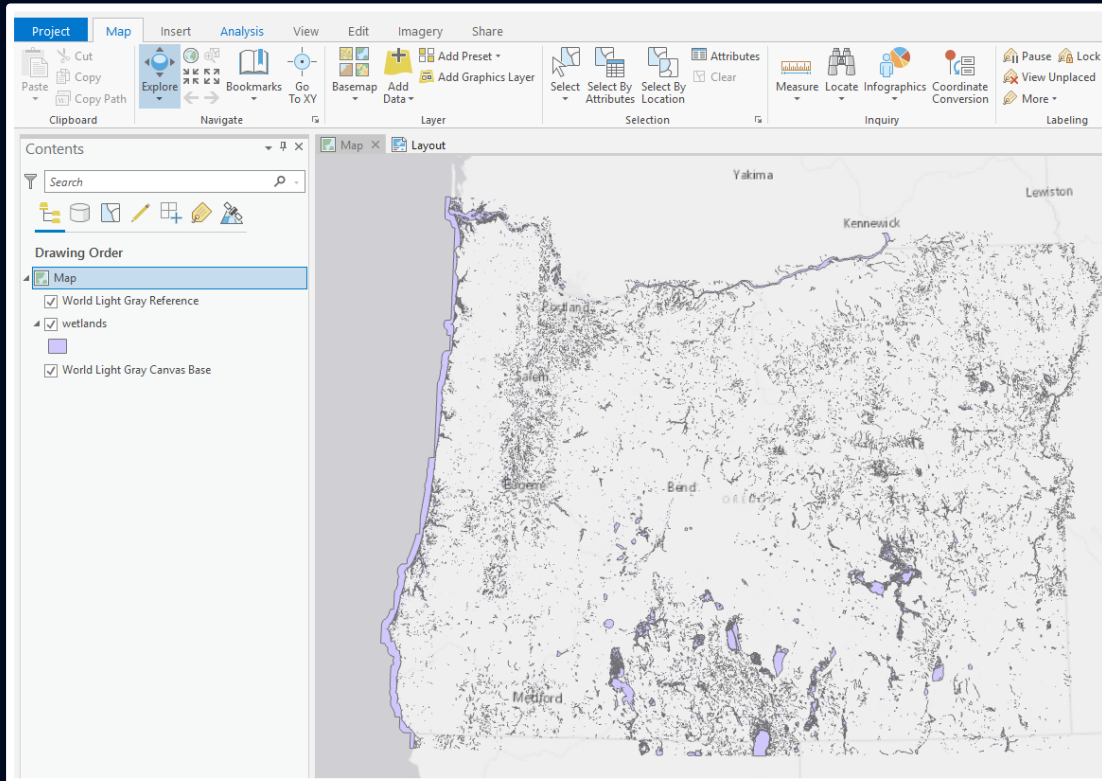 Project Map Insert Analysis View Edit Imagery Share
Paste
Cut
Copy
Copy Path
Clipboard
Explore
Bookmarks
Go To XY
Navigate
Basemap
Add Data
Add Preset
Add Graphics Layer
Layer
Select
Select By Attributes
Select By Location
Attributes
Clear
Selection
Measure
Locate
Infographics
Coordinate Conversion
Inquiry
Pause
Lock
View Unplaced
More
Labeling
Contents
Search
Drawing Order
Map
World Light Gray Reference
wetlands
World Light Gray Canvas Base
Map
Layout
Yakima
Lewiston
Kennewick
Portland
Salem
Eugene
Bend
Medford